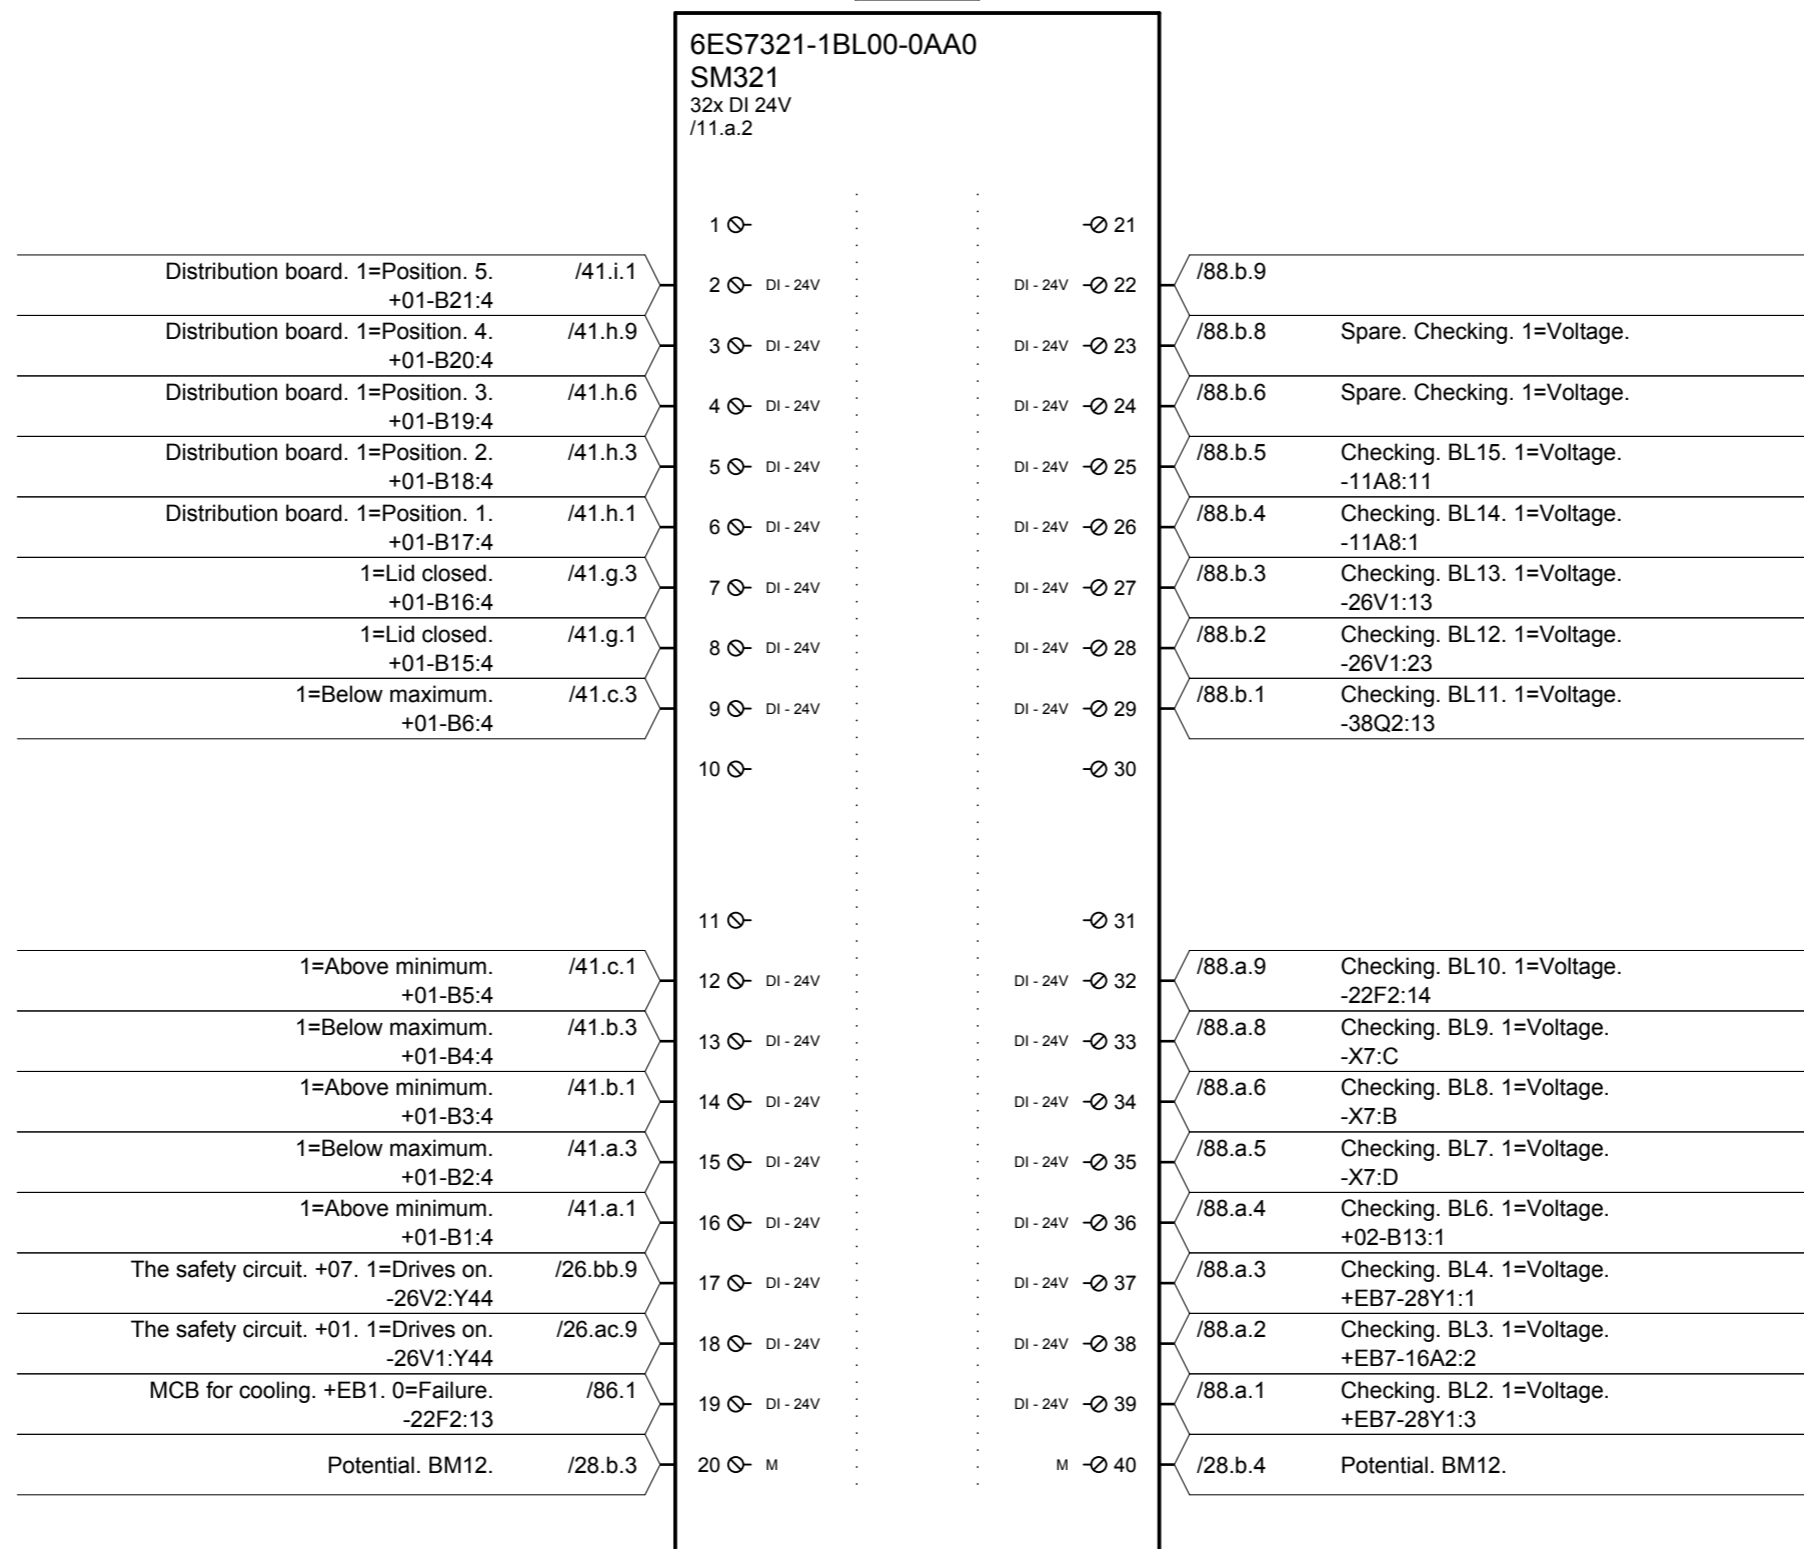 6ES7321-1BL00-0AA0
SM321
32x DI 24V
/11.a.2
1 21
Distribution board. 1=Position. 5. /41.i.1 2 DI - 24V DI - 24V 22 /88.b.9
+01-B21:4
Distribution board. 1=Position. 4. /41.h.9 3 DI - 24V DI - 24V 23 /88.b.8 Spare. Checking. 1=Voltage.
+01-B20:4
Distribution board. 1=Position. 3. /41.h.6 4 DI - 24V DI - 24V 24 /88.b.6 Spare. Checking. 1=Voltage.
+01-B19:4
Distribution board. 1=Position. 2. /41.h.3 5 DI - 24V DI - 24V 25 /88.b.5 Checking. BL15. 1=Voltage.
+01-B18:4 -11A8:11
Distribution board. 1=Position. 1. /41.h.1 6 DI - 24V DI - 24V 26 /88.b.4 Checking. BL14. 1=Voltage.
+01-B17:4 -11A8:1
1=Lid closed. /41.g.3 7 DI - 24V DI - 24V 27 /88.b.3 Checking. BL13. 1=Voltage.
+01-B16:4 -26V1:13
1=Lid closed. /41.g.1 8 DI - 24V DI - 24V 28 /88.b.2 Checking. BL12. 1=Voltage.
+01-B15:4 -26V1:23
1=Below maximum. /41.c.3 9 DI - 24V DI - 24V 29 /88.b.1 Checking. BL11. 1=Voltage.
+01-B6:4 -38Q2:13
10 30
11 31
1=Above minimum. /41.c.1 12 DI - 24V DI - 24V 32 /88.a.9 Checking. BL10. 1=Voltage.
+01-B5:4 -22F2:14
1=Below maximum. /41.b.3 13 DI - 24V DI - 24V 33 /88.a.8 Checking. BL9. 1=Voltage.
+01-B4:4 -X7:C
1=Above minimum. /41.b.1 14 DI - 24V DI - 24V 34 /88.a.6 Checking. BL8. 1=Voltage.
+01-B3:4 -X7:B
1=Below maximum. /41.a.3 15 DI - 24V DI - 24V 35 /88.a.5 Checking. BL7. 1=Voltage.
+01-B2:4 -X7:D
1=Above minimum. /41.a.1 16 DI - 24V DI - 24V 36 /88.a.4 Checking. BL6. 1=Voltage.
+01-B1:4 +02-B13:1
The safety circuit. +07. 1=Drives on. /26.bb.9 17 DI - 24V DI - 24V 37 /88.a.3 Checking. BL4. 1=Voltage.
-26V2:Y44 +EB7-28Y1:1
The safety circuit. +01. 1=Drives on. /26.ac.9 18 DI - 24V DI - 24V 38 /88.a.2 Checking. BL3. 1=Voltage.
-26V1:Y44 +EB7-16A2:2
MCB for cooling. +EB1. 0=Failure. /86.1 19 DI - 24V DI - 24V 39 /88.a.1 Checking. BL2. 1=Voltage.
-22F2:13 +EB7-28Y1:3
Potential. BM12. /28.b.3 20 M M 40 /28.b.4 Potential. BM12.